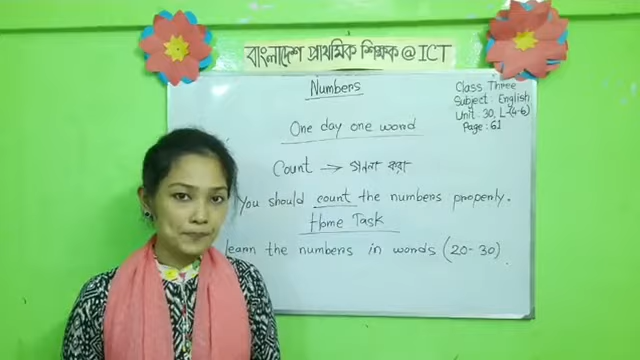 বাংলাদেশ প্রাথমিক শিক্ষক @ ICT
Numbers
Class Three
Subject: English
Unit: 30, L-(4-6)
Page: 61
One day one word
Count → গননা করা
You should count the numbers properly.
Home Task
learn the numbers in words (20-30)